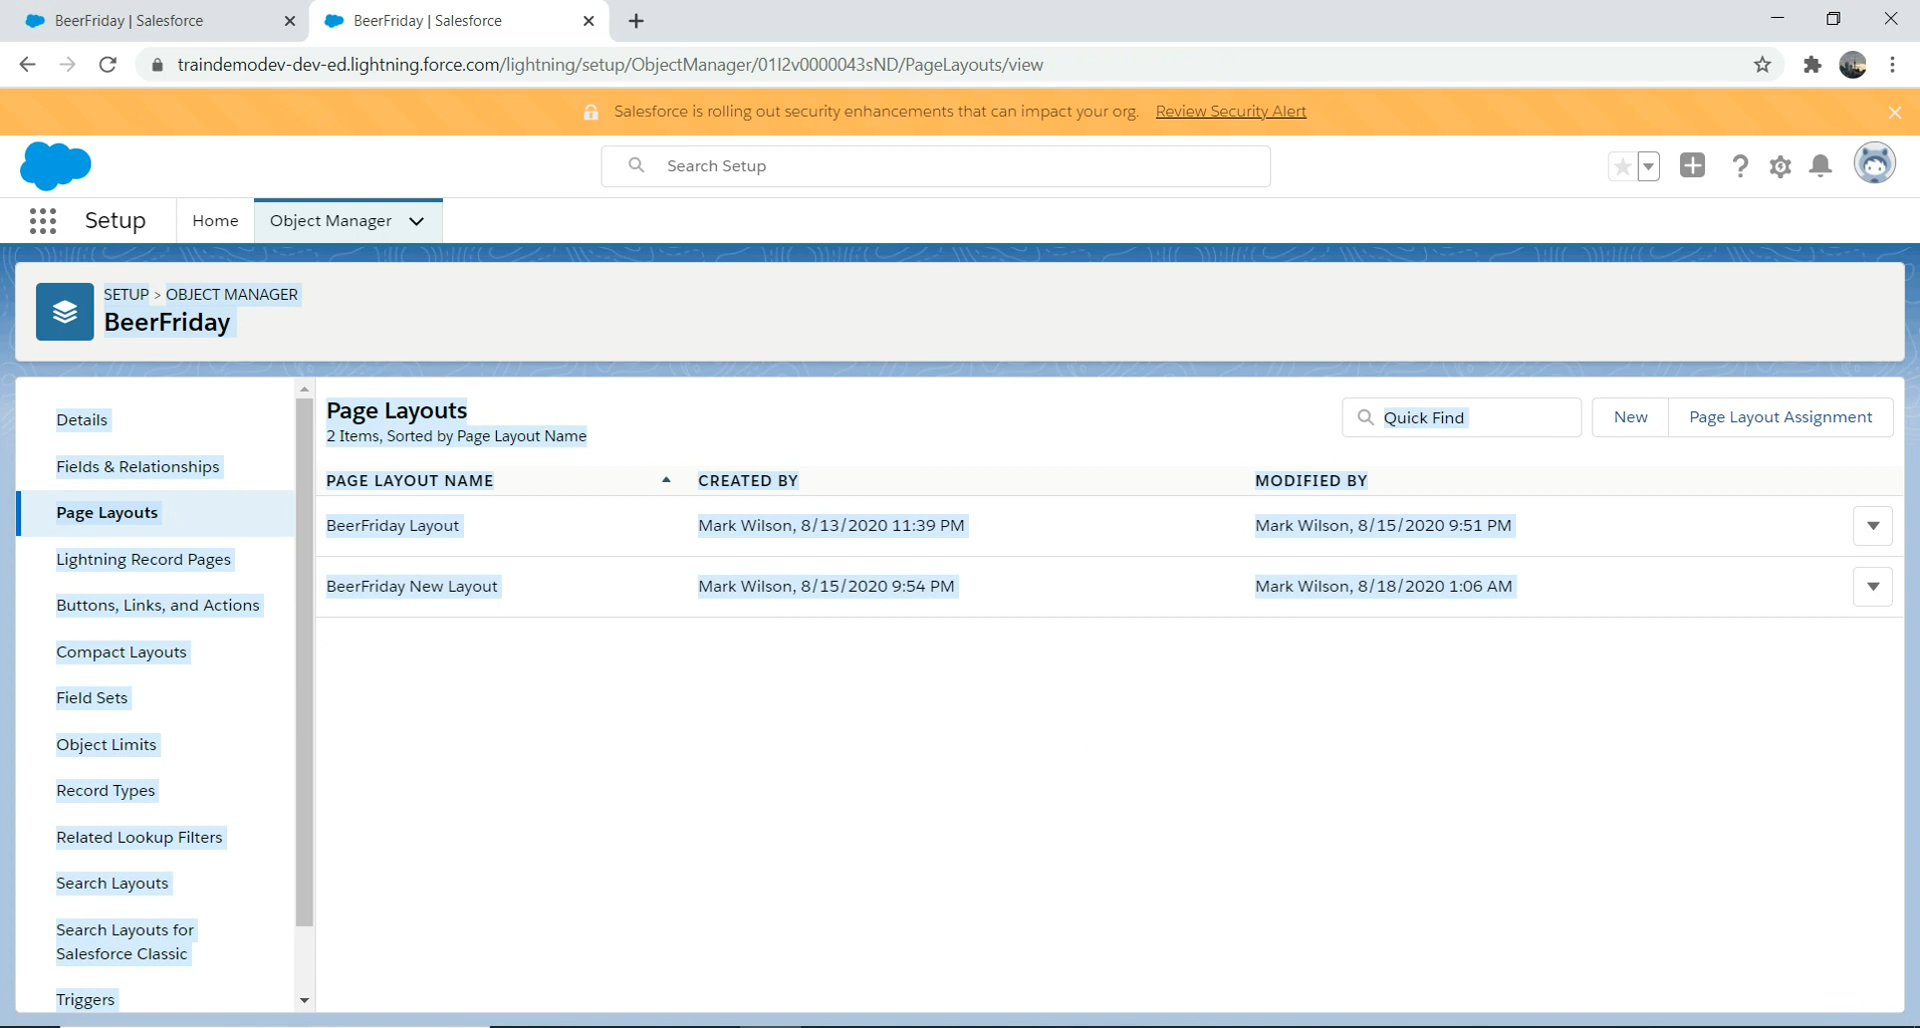 BeerFriday | Salesforce
BeerFriday | Salesforce
traindemodev-dev-ed.lightning.force.com/lightning/setup/ObjectManager/01I2v0000043sND/PageLayouts/view
Salesforce is rolling out security enhancements that can impact your org. Review Security Alert
Search Setup
Setup
Home
Object Manager
SETUP > OBJECT MANAGER
BeerFriday
Details
Fields & Relationships
Page Layouts
Lightning Record Pages
Buttons, Links, and Actions
Compact Layouts
Field Sets
Object Limits
Record Types
Related Lookup Filters
Search Layouts
Search Layouts for
Salesforce Classic
Triggers
Page Layouts
2 Items, Sorted by Page Layout Name
Quick Find
New
Page Layout Assignment
PAGE LAYOUT NAME CREATED BY MODIFIED BY
BeerFriday Layout Mark Wilson, 8/13/2020 11:39 PM Mark Wilson, 8/15/2020 9:51 PM
BeerFriday New Layout Mark Wilson, 8/15/2020 9:54 PM Mark Wilson, 8/18/2020 1:06 AM